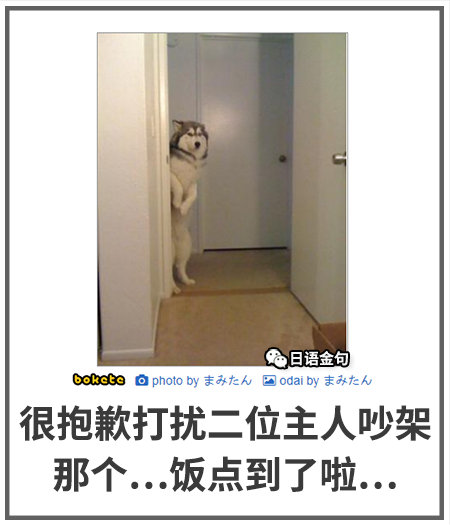 日语金句
bokete photo by まみたん odai by まみたん
很抱歉打扰二位主人吵架
那个...饭点到了啦...